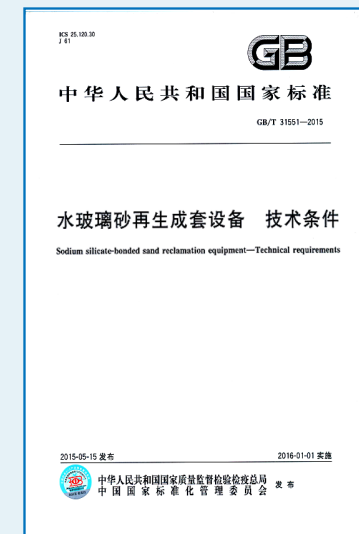 ICS 25.120.30
J 61
GB
中华人民共和国国家标准
GB/T 31551—2015
水玻璃砂再生成套设备 技术条件
Sodium silicate-bonded sand reclamation equipment—Technical requirements
2015-05-15 发布
2016-01-01 实施
中华人民共和国国家质量监督检验检疫总局
中国国家标准化管理委员会
发布